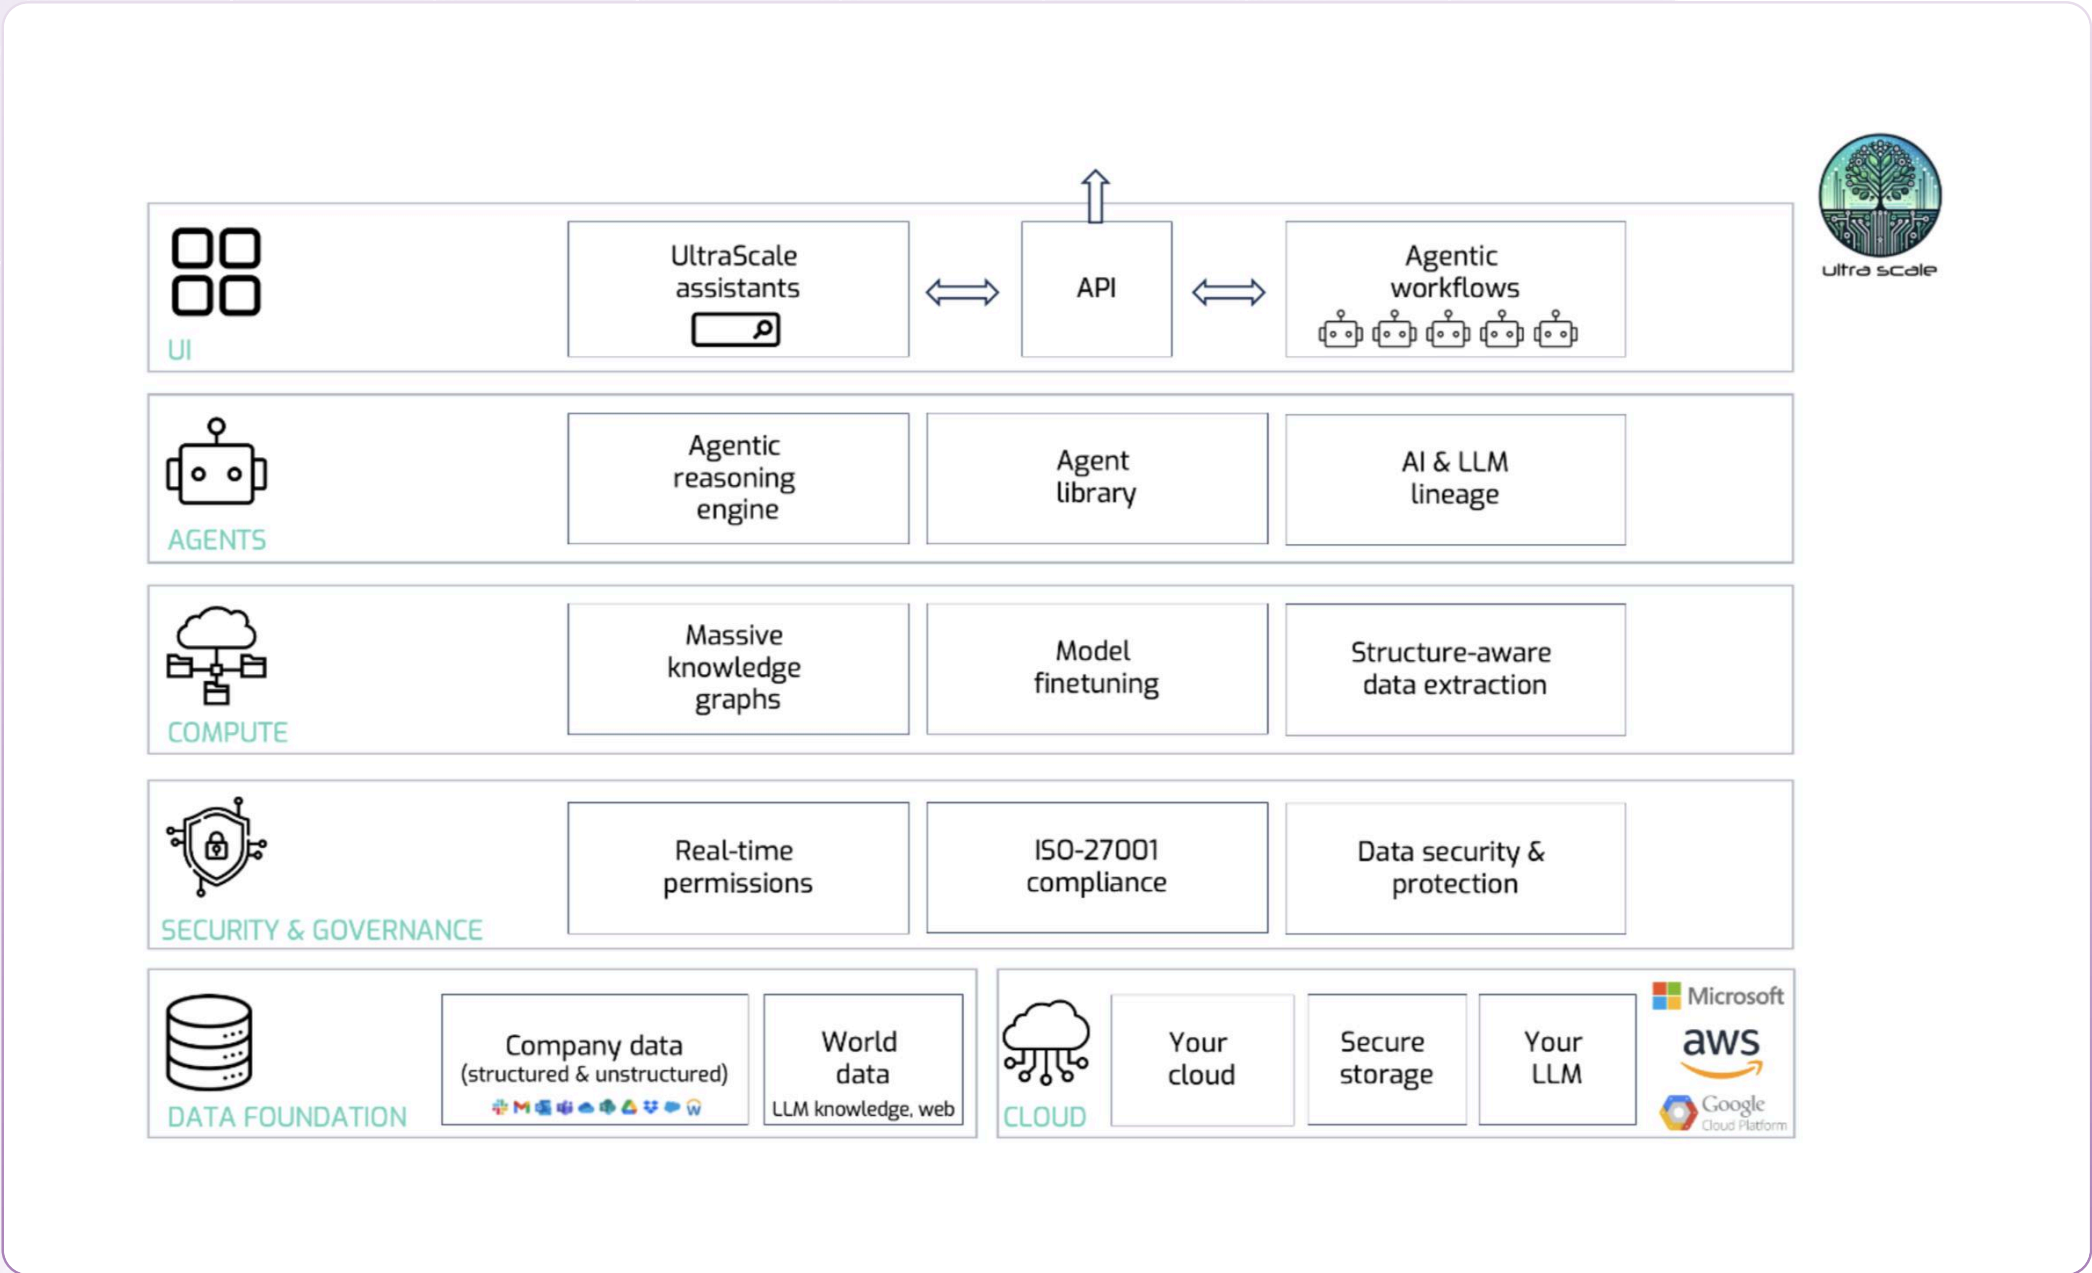 ultra scale
UltraScale
assistants
API
Agentic
workflows
UI
Agentic
reasoning
engine
Agent
library
AI & LLM
lineage
AGENTS
Massive
knowledge
graphs
Model
finetuning
Structure-aware
data extraction
COMPUTE
Real-time
permissions
ISO-27001
compliance
Data security &
protection
SECURITY & GOVERNANCE
Company data
(structured & unstructured)
World
data
LLM knowledge, web
DATA FOUNDATION
Your
cloud
Secure
storage
Your
LLM
Microsoft
aws
Google
Cloud Platform
CLOUD